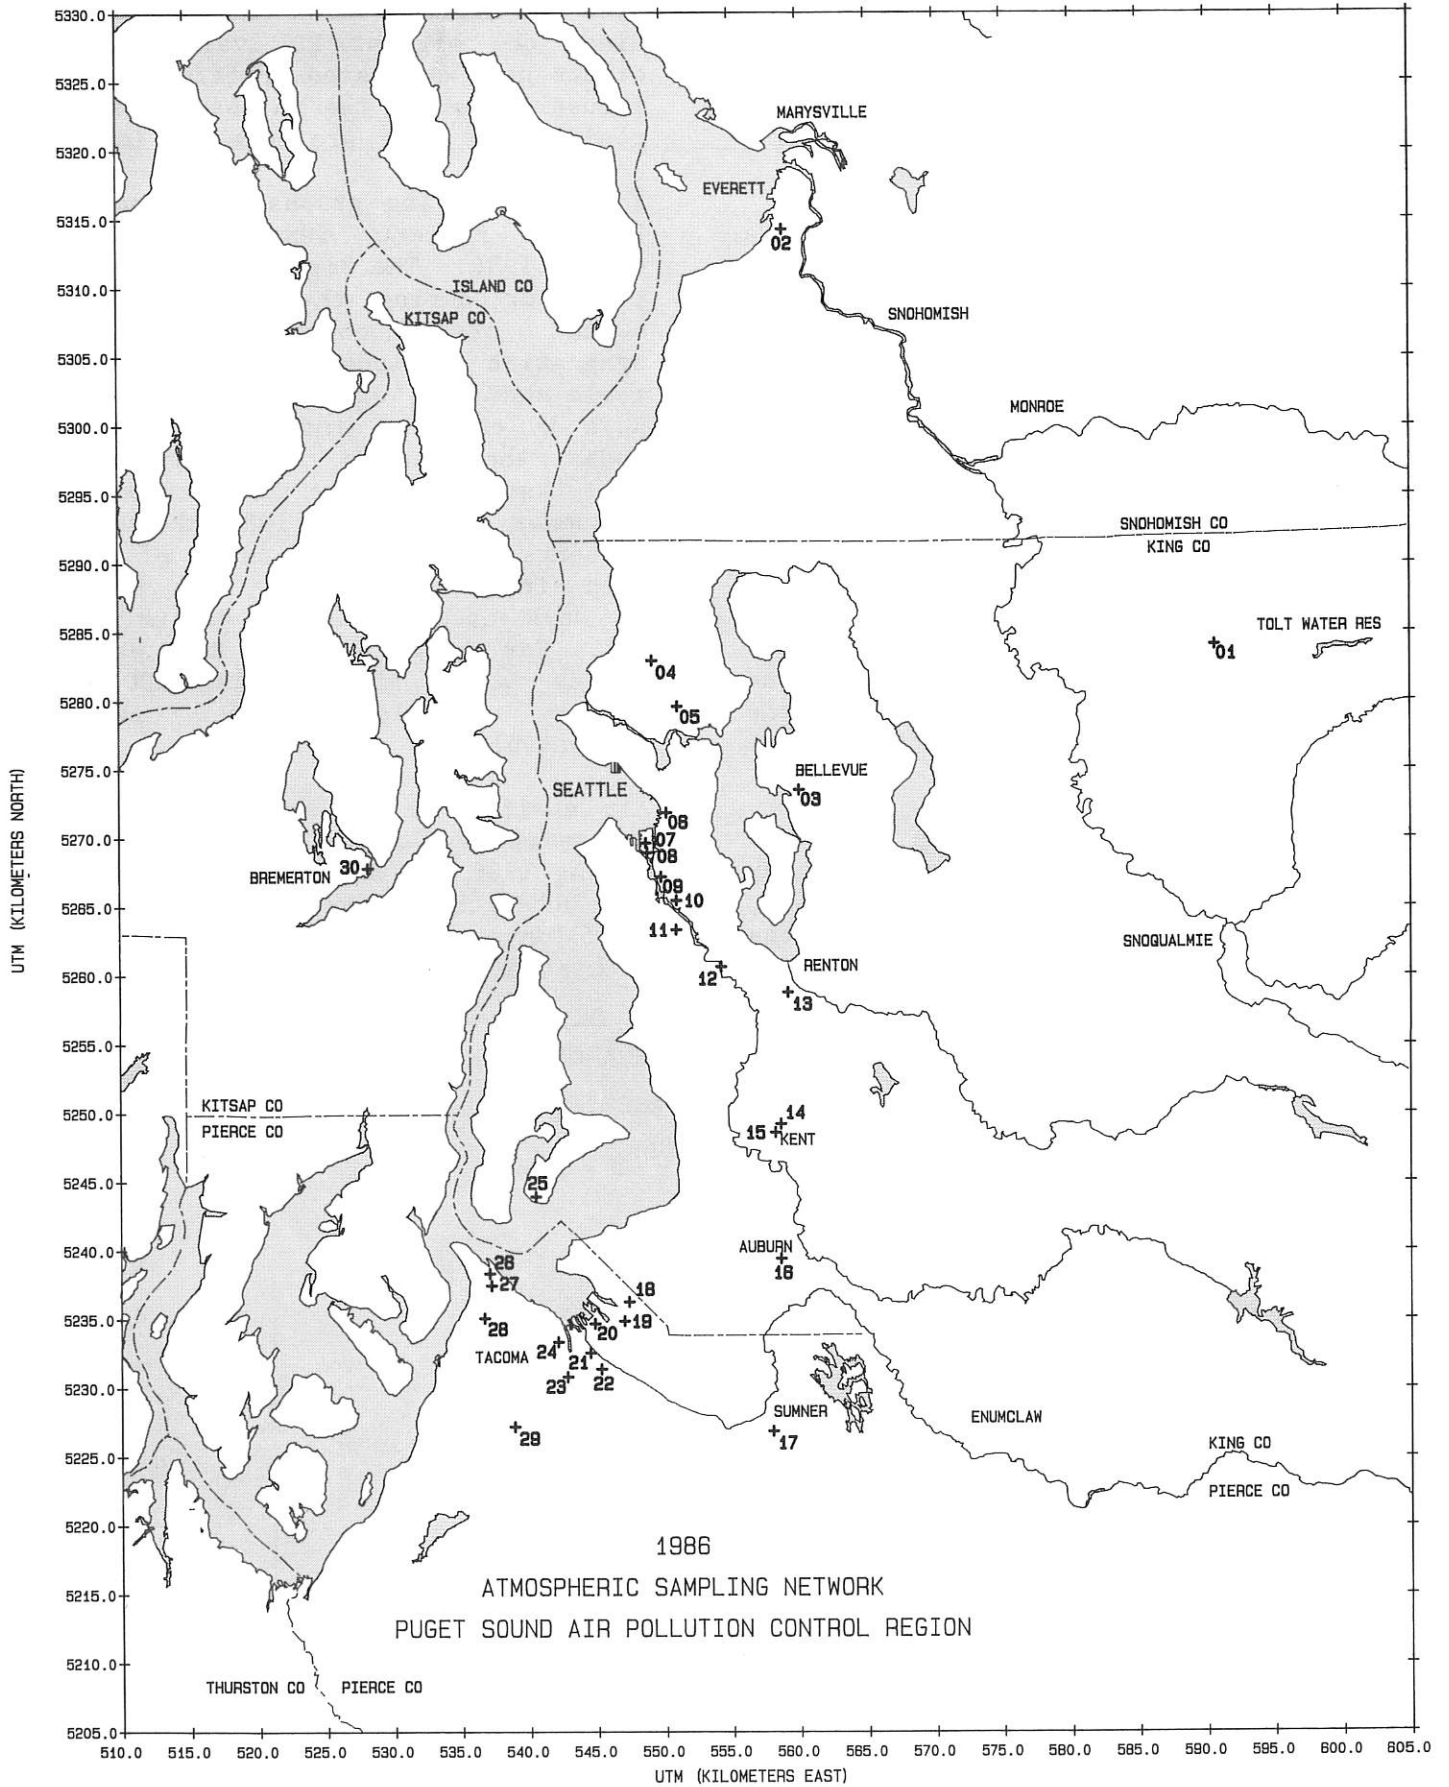 5330.0
5325.0
MARYSVILLE
5320.0
EVERETT
5315.0
02
5310.0
ISLAND CO
SNOHOMISH
KITSAP CO
5305.0
MONROE
5300.0
5295.0
SNOHOMISH CO
KING CO
5290.0
5285.0
TOLT WATER RES
01
04
5280.0
05
5275.0
BELLEVUE
SEATTLE
03
06
5270.0
07
08
30
BREMERTON
09
10
5265.0
11
SNOQUALMIE
RENTON
5260.0
12
13
5255.0
KITSAP CO
5250.0
14
PIERCE CO
15
KENT
5245.0
25
5240.0
AUBURN
26
16
27
18
5235.0
28
19
20
24
TACOMA
21
5230.0
23
22
SUMNER
ENUMCLAW
29
17
KING CO
5225.0
PIERCE CO
5220.0
1986
ATMOSPHERIC SAMPLING NETWORK
5215.0
PUGET SOUND AIR POLLUTION CONTROL REGION
5210.0
THURSTON CO
PIERCE CO
5205.0
510.0 515.0 520.0 525.0 530.0 535.0 540.0 545.0 550.0 555.0 560.0 565.0 570.0 575.0 580.0 585.0 590.0 595.0 600.0 605.0
UTM (KILOMETERS EAST)
UTM (KILOMETERS NORTH)